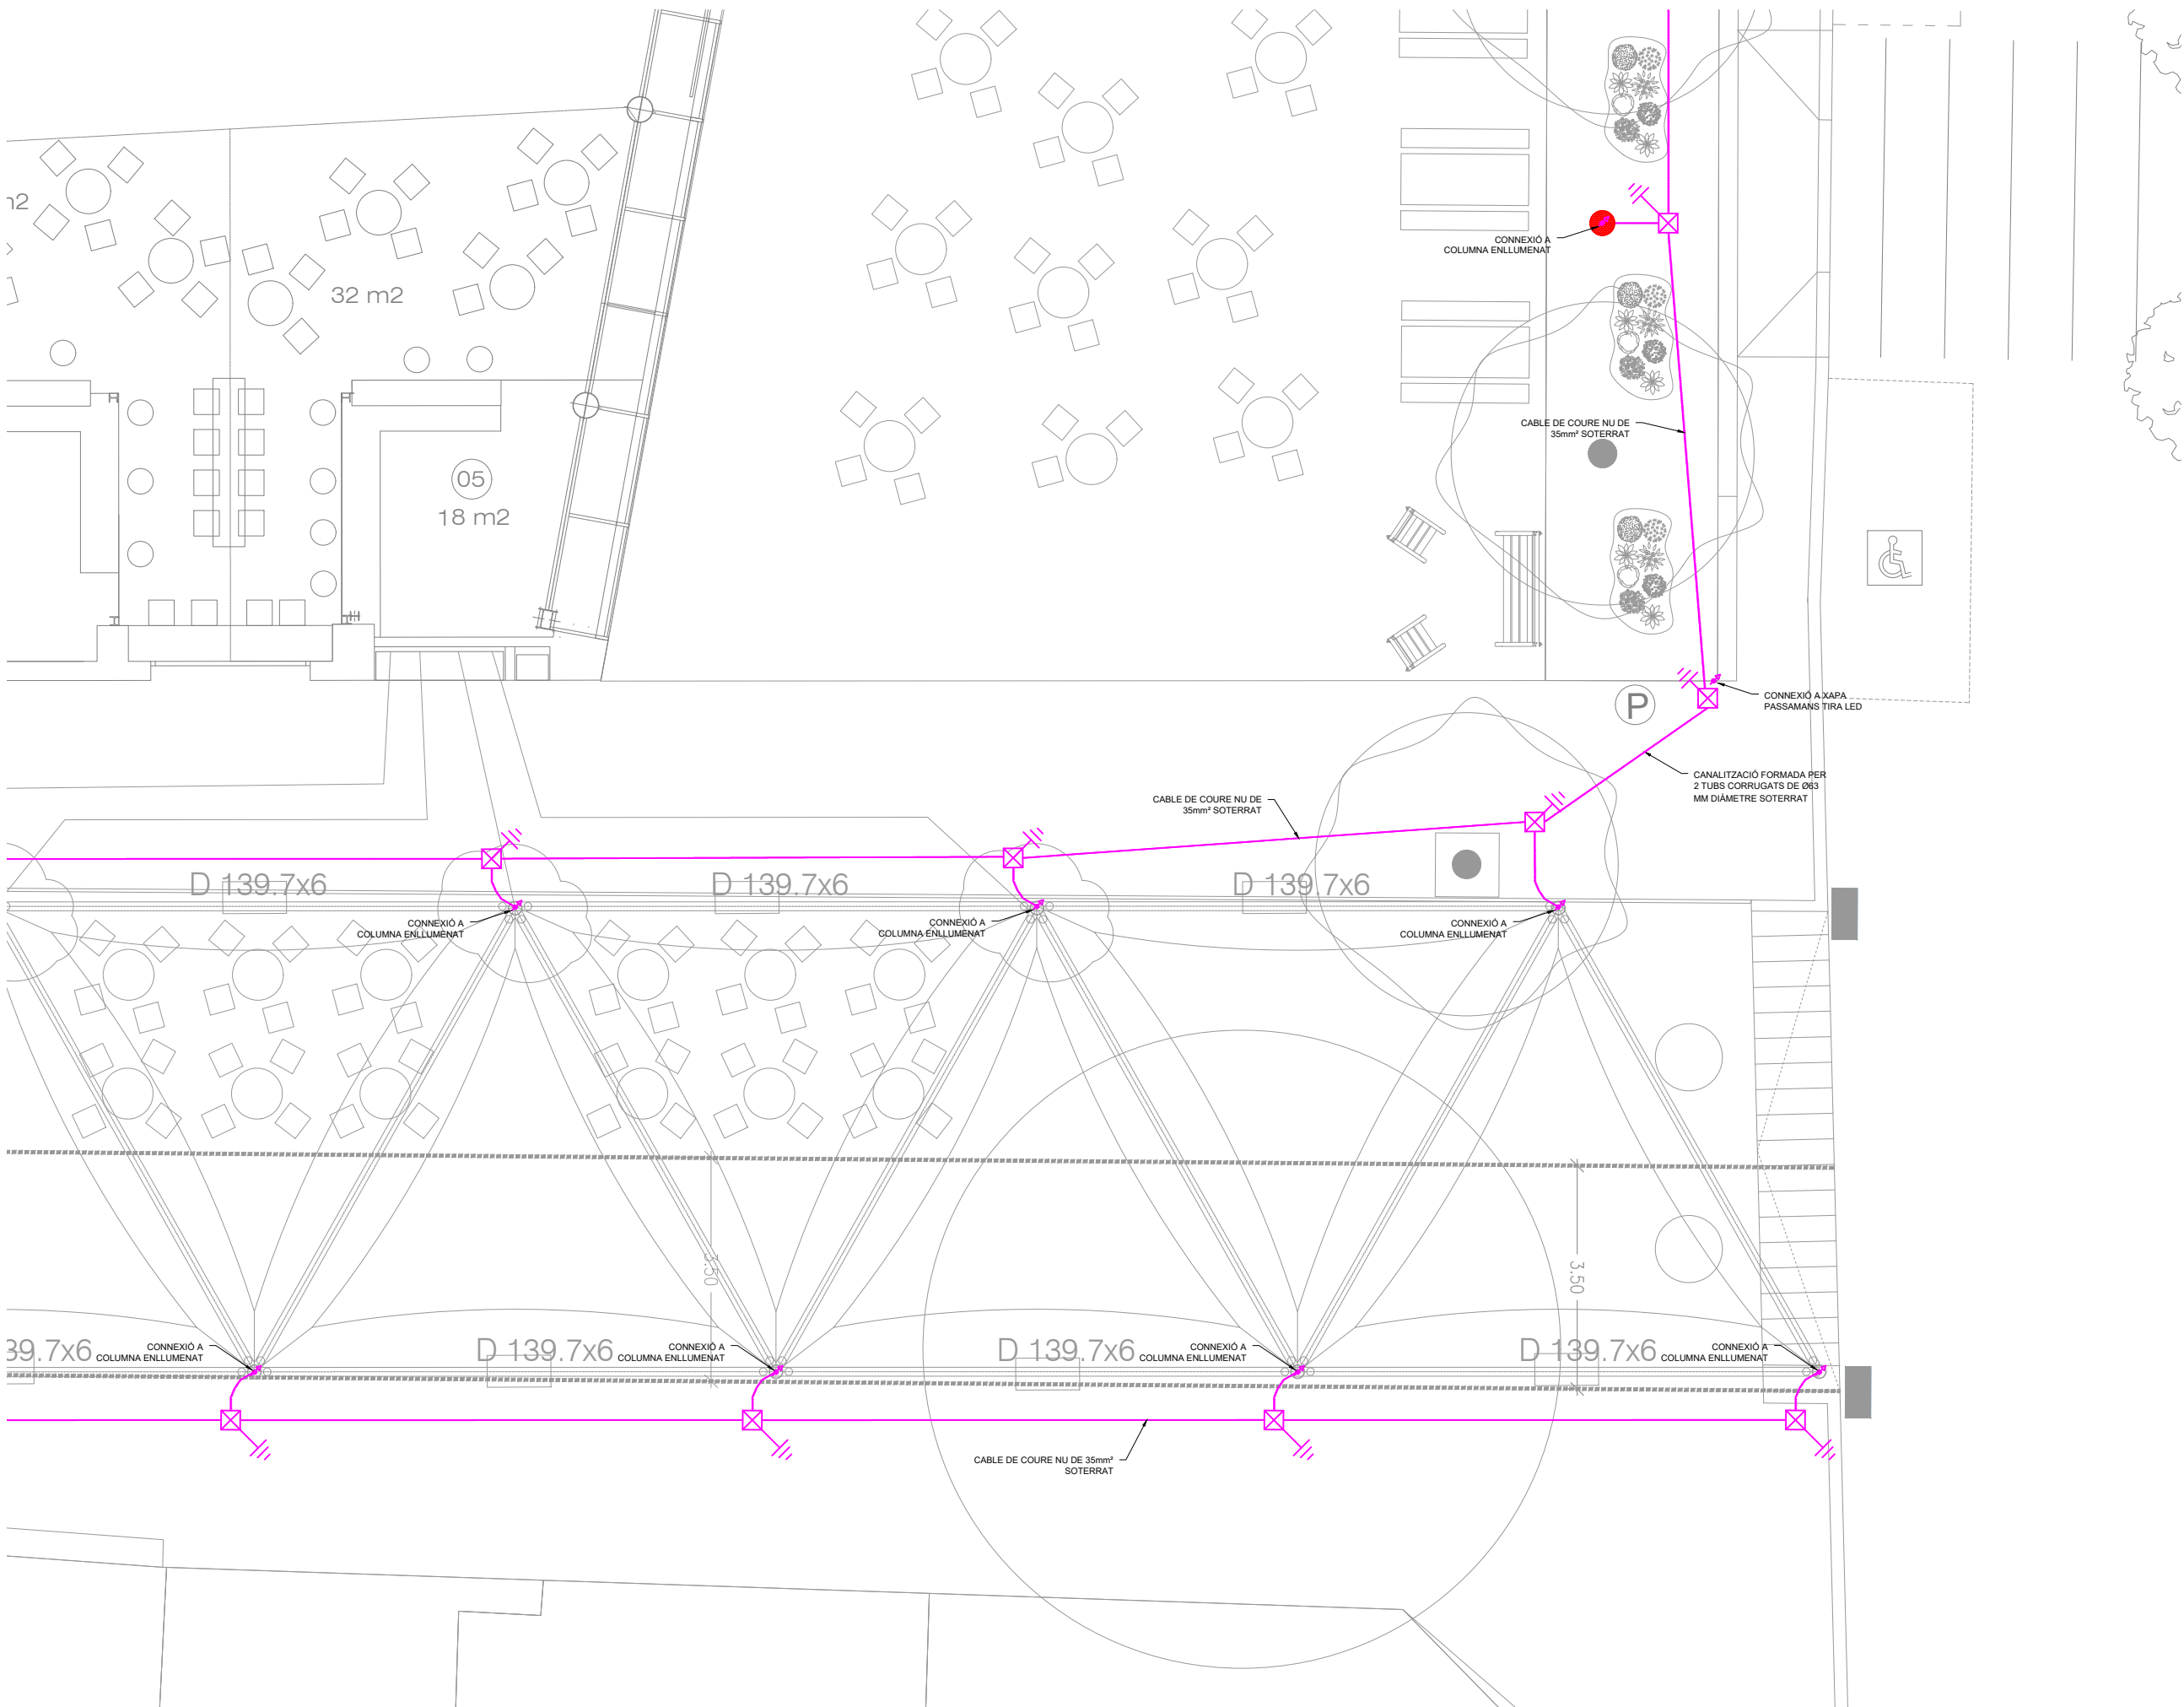 m2
32 m2
05
18 m2
CONNEXIÓ A
COLUMNA ENLLUMENAT
CABLE DE COURE NU DE
35mm² SOTERRAT
P
CONNEXIÓ A XAPA
PASSAMANS TIRA LED
CANALITZACIÓ FORMADA PER
2 TUBS CORRUGATS DE Ø63
MM DIÀMETRE SOTERRAT
CABLE DE COURE NU DE
35mm² SOTERRAT
D 139.7x6
D 139.7x6
D 139.7x6
CONNEXIÓ A
COLUMNA ENLLUMENAT
CONNEXIÓ A
COLUMNA ENLLUMENAT
CONNEXIÓ A
COLUMNA ENLLUMENAT
3.50
3.50
39.7x6
CONNEXIÓ A
COLUMNA ENLLUMENAT
D 139.7x6
CONNEXIÓ A
COLUMNA ENLLUMENAT
D 139.7x6
CONNEXIÓ A
COLUMNA ENLLUMENAT
D 139.7x6
CONNEXIÓ A
COLUMNA ENLLUMENAT
CABLE DE COURE NU DE 35mm²
SOTERRAT